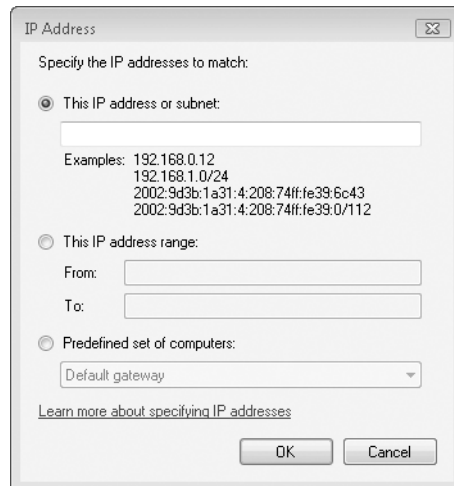 IP Address
Specify the IP addresses to match:
This IP address or subnet:
Examples: 192.168.0.12
192.168.1.0/24
2002:9d3b:1a31:4:208:74ff:fe39:6c43
2002:9d3b:1a31:4:208:74ff:fe39:0/112
This IP address range:
From:
To:
Predefined set of computers:
Default gateway
Learn more about specifying IP addresses
OK Cancel